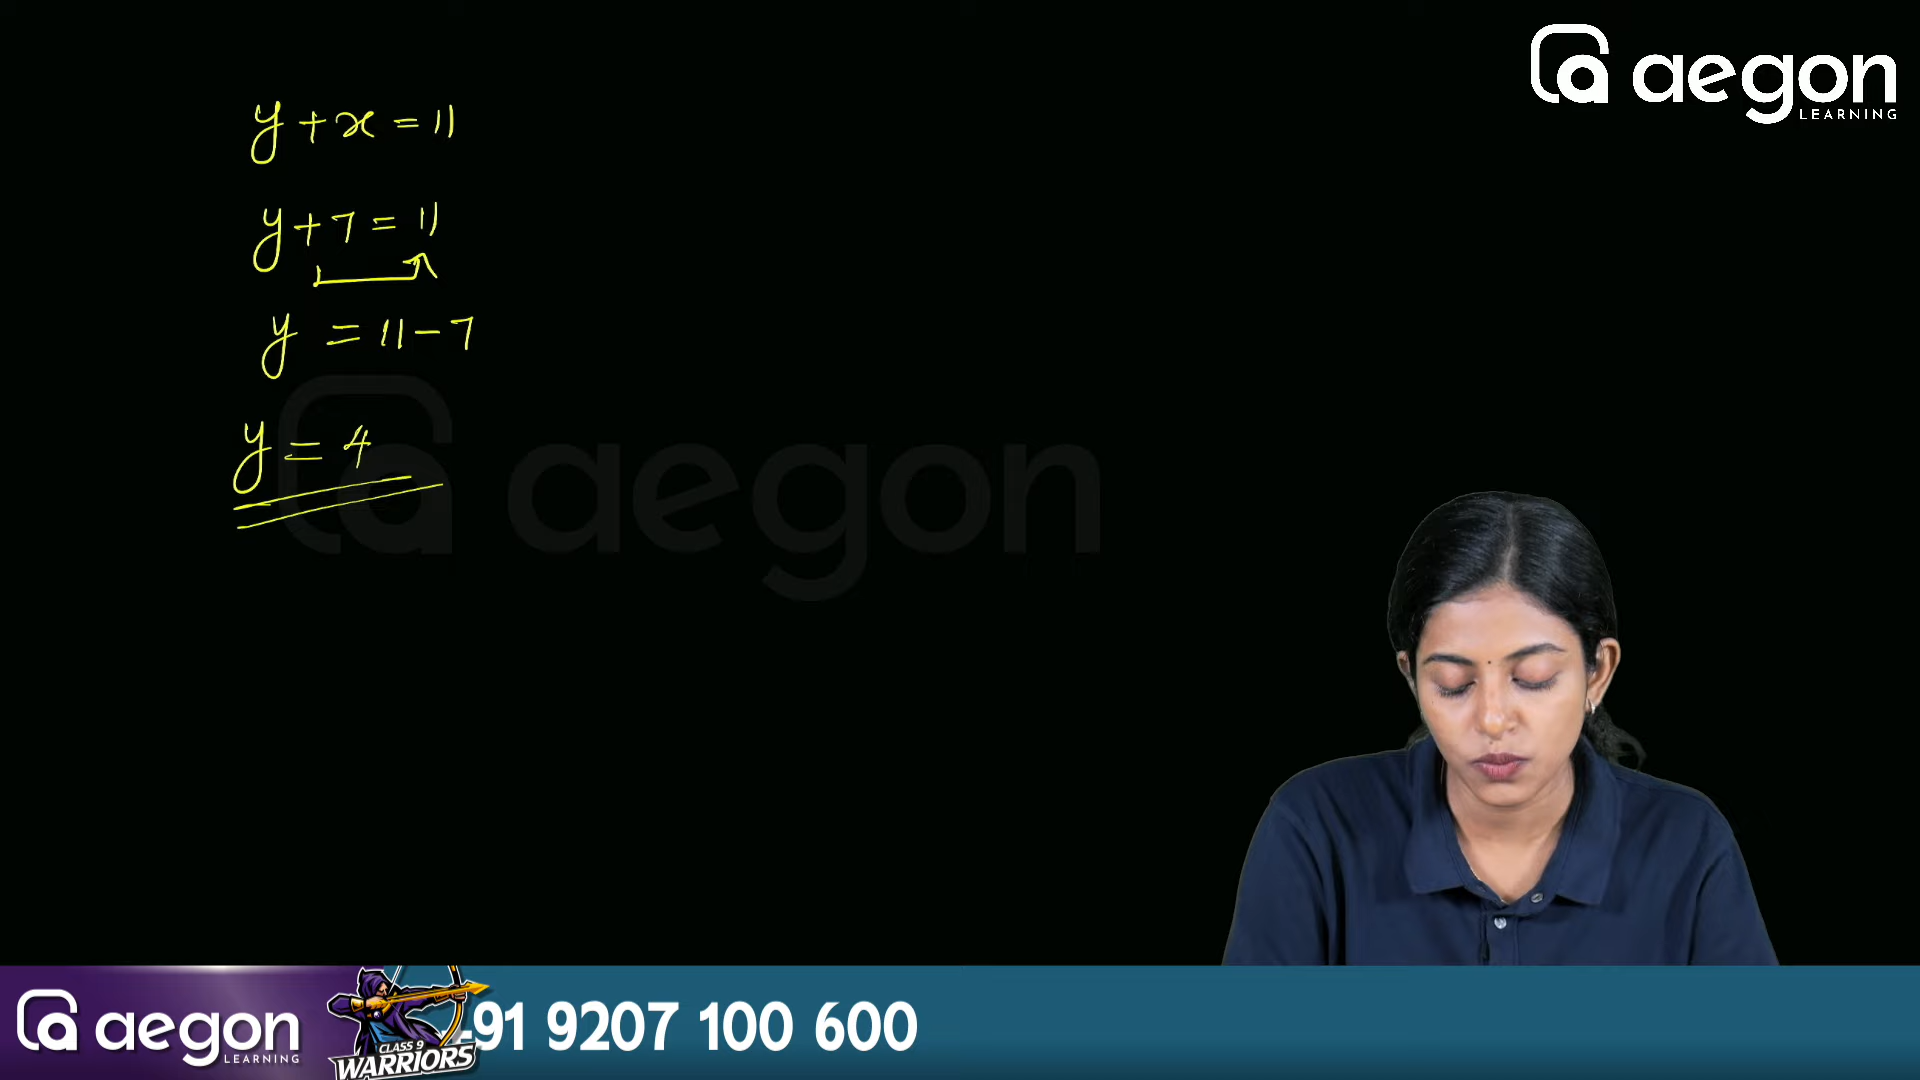 aegon
LEARNING
y + x = 11
y + 7 = 11
y = 11 - 7
y = 4
aegon
aegon
LEARNING
CLASS 9
WARRIORS
91 9207 100 600